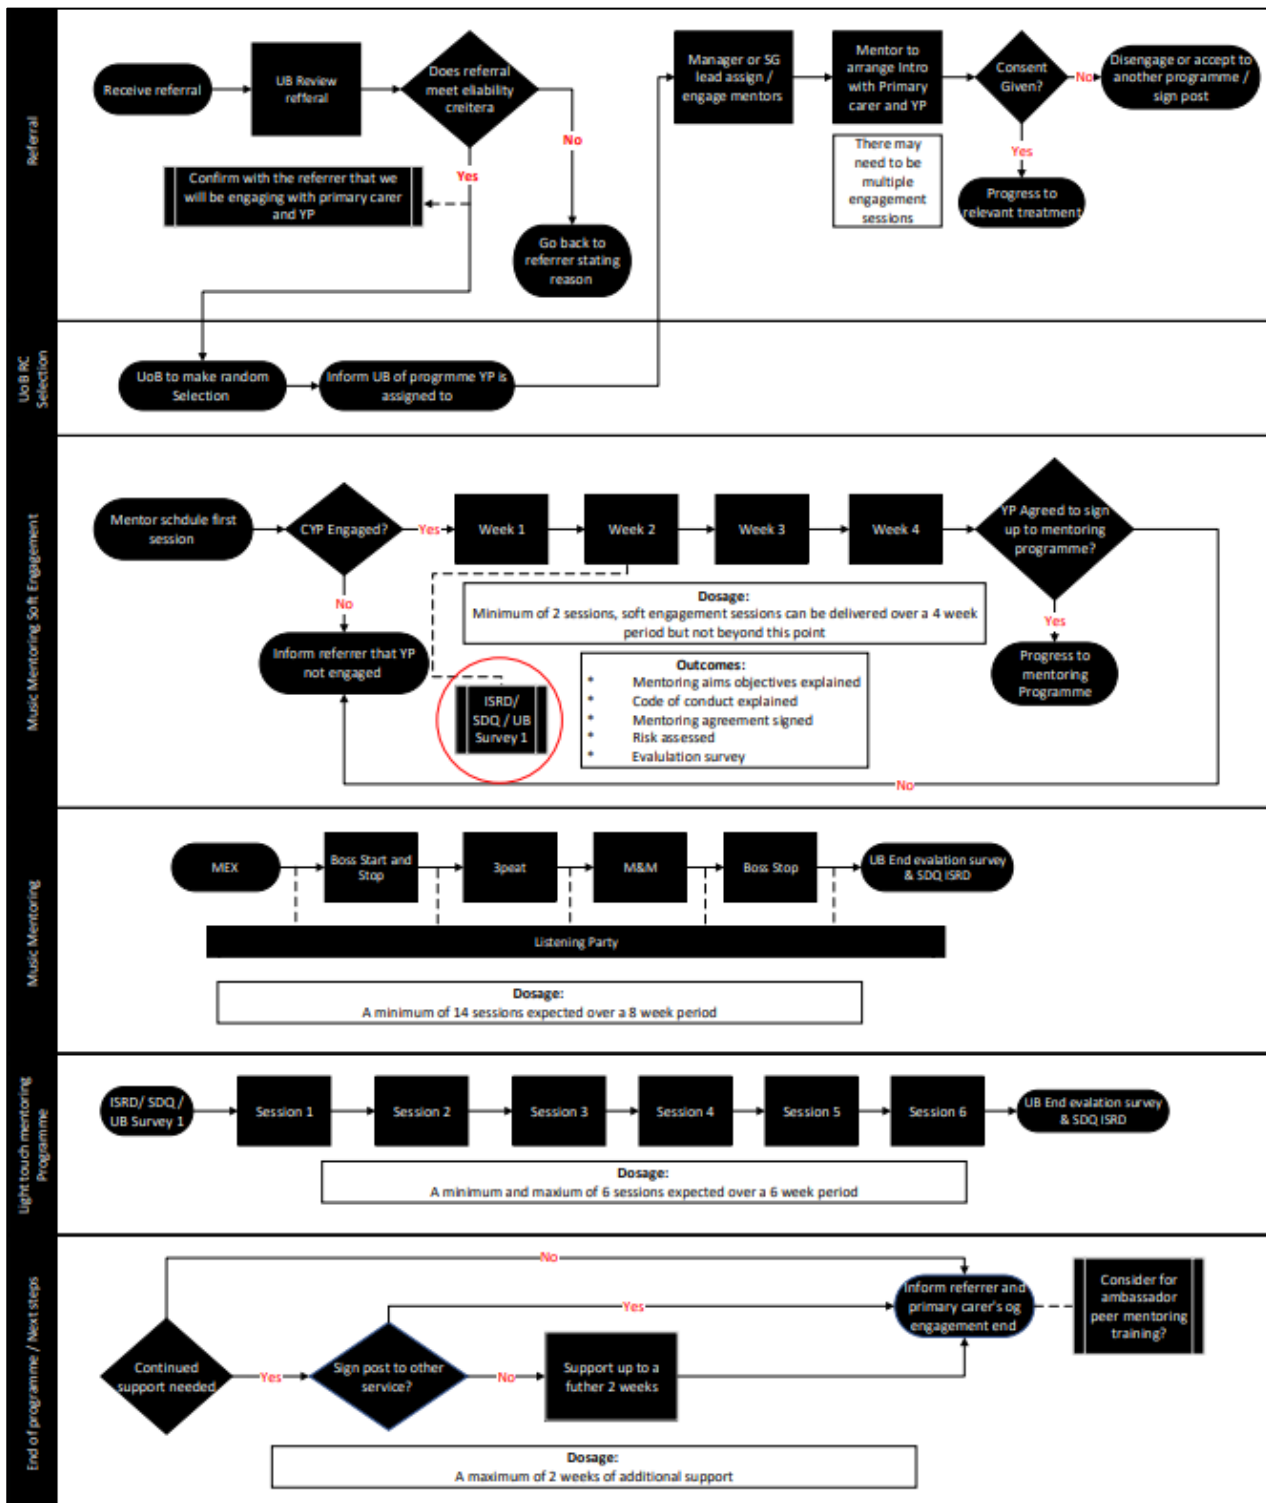 Referral
Receive referral
UB Review
refferal
Does referral
meet eliability
creitera
No
Yes
Confirm with the referrer that we
will be engaging with primary carer
and YP
Go back to
referrer stating
reason
Manager or SG
lead assign /
engage mentors
Mentor to
arrange Intro
with Primary
carer and YP
There may
need to be
multiple
engagement
sessions
Consent
Given?
No
Disengage or accept to
another programme /
sign post
Yes
Progress to
relevant treatment
UoB RC
Selection
UoB to make random
Selection
Inform UB of progrmme YP is
assigned to
Music Mentoring Soft Engagement
Mentor schdule first
session
CYP Engaged?
Yes
Week 1
Week 2
Week 3
Week 4
YP Agreed to sign
up to mentoring
programme?
No
Inform referrer that YP
not engaged
Dosage:
Minimum of 2 sessions, soft engagement sessions can be delivered over a 4 week
period but not beyond this point
Yes
Progress to
mentoring
Programme
ISRD/
SDQ / UB
Survey 1
Outcomes:
* Mentoring aims objectives explained
* Code of conduct explained
* Mentoring agreement signed
* Risk assessed
* Evalulation survey
No
Music Mentoring
MEX
Boss Start and
Stop
3peat
M&M
Boss Stop
UB End evalation survey
& SDQ ISRD
Listening Party
Dosage:
A minimum of 14 sessions expected over a 8 week period
Light touch mentoring
Programme
ISRD/ SDQ /
UB Survey 1
Session 1
Session 2
Session 3
Session 4
Session 5
Session 6
UB End evalation survey
& SDQ ISRD
Dosage:
A minimum and maxium of 6 sessions expected over a 6 week period
End of programme / Next steps
No
Yes
Continued
support needed
Yes
Sign post to other
service?
No
Support up to a
futher 2 weeks
Inform referrer and
primary carer's og
engagement end
Consider for
ambassador
peer mentoring
training?
Dosage:
A maximum of 2 weeks of additional support